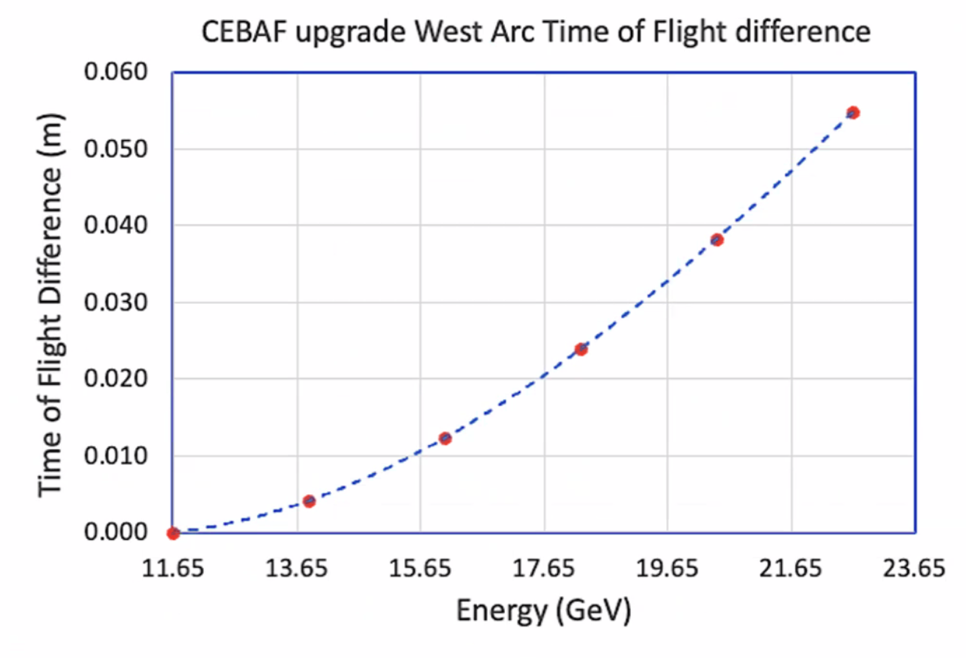 CEBAF upgrade West Arc Time of Flight difference
0.060
0.050
0.040
0.030
0.020
0.010
0.000
Time of Flight Difference (m)
11.65 13.65 15.65 17.65 19.65 21.65 23.65
Energy (GeV)